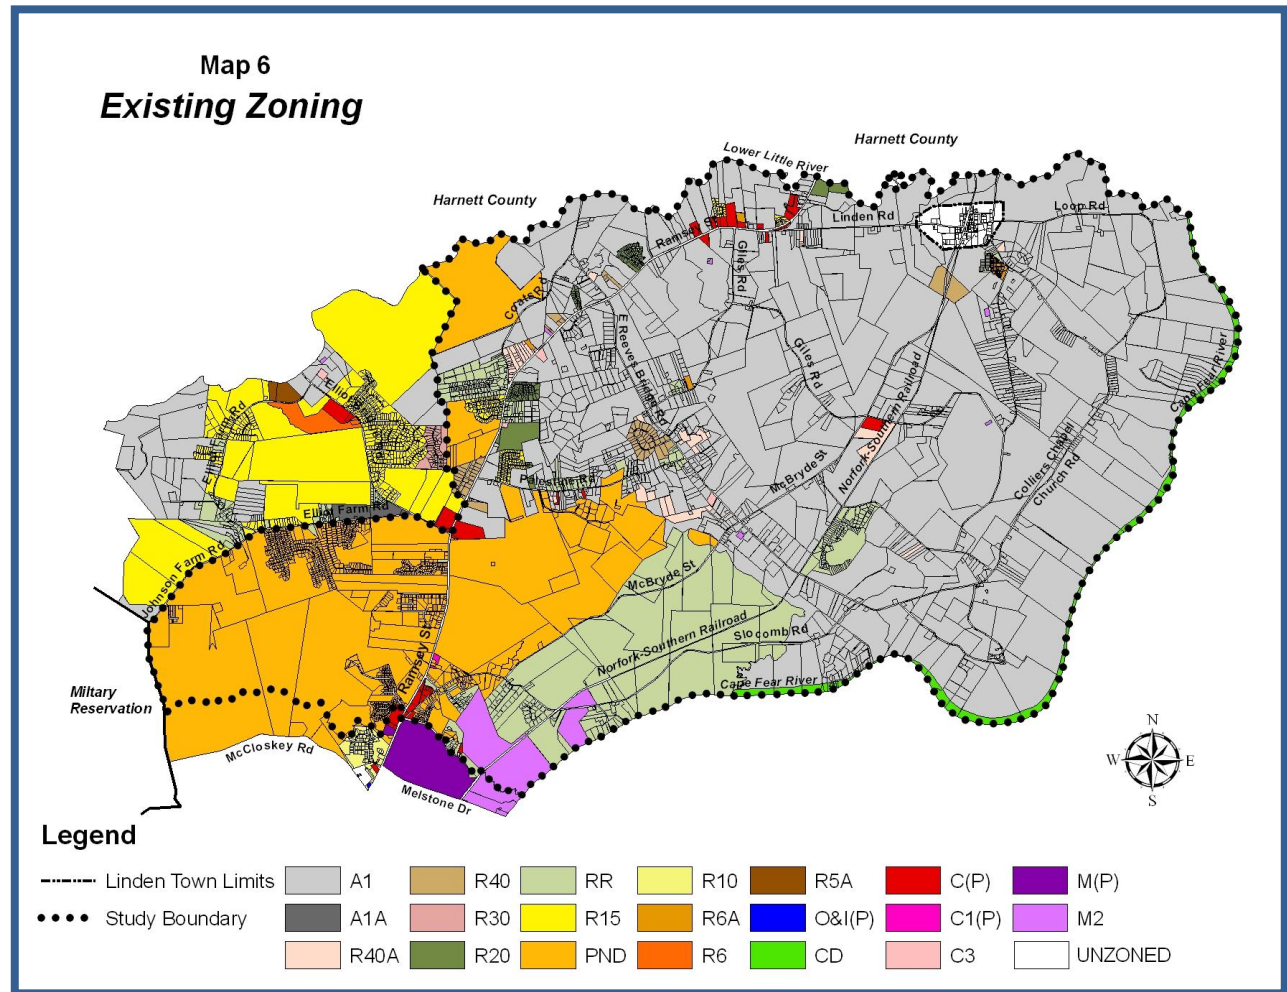 Map 6
Existing Zoning
Harnett County
Lower Little River
Harnett County
Ramsey St
Linden Rd
Loop Rd
Giles Rd
Coats Rd
E Reeves Bridge Rd
Giles Rd
Norfork-Southern Railroad
Cape Fear River
McBryde St
Colliers Chapel
Church Rd
Palestine Rd
Elliot Farm Rd
Johnson Farm Rd
McBryde St
Norfork-Southern Railroad
Slocomb Rd
Ramsey St
Cape Fear River
Miltary
Reservation
McCloskey Rd
Melstone Dr
N
W E
S
Legend
Linden Town Limits
Study Boundary
A1
R40
RR
R10
R5A
C(P)
M(P)
A1A
R30
R15
R6A
O&I(P)
C1(P)
M2
R40A
R20
PND
R6
CD
C3
UNZONED